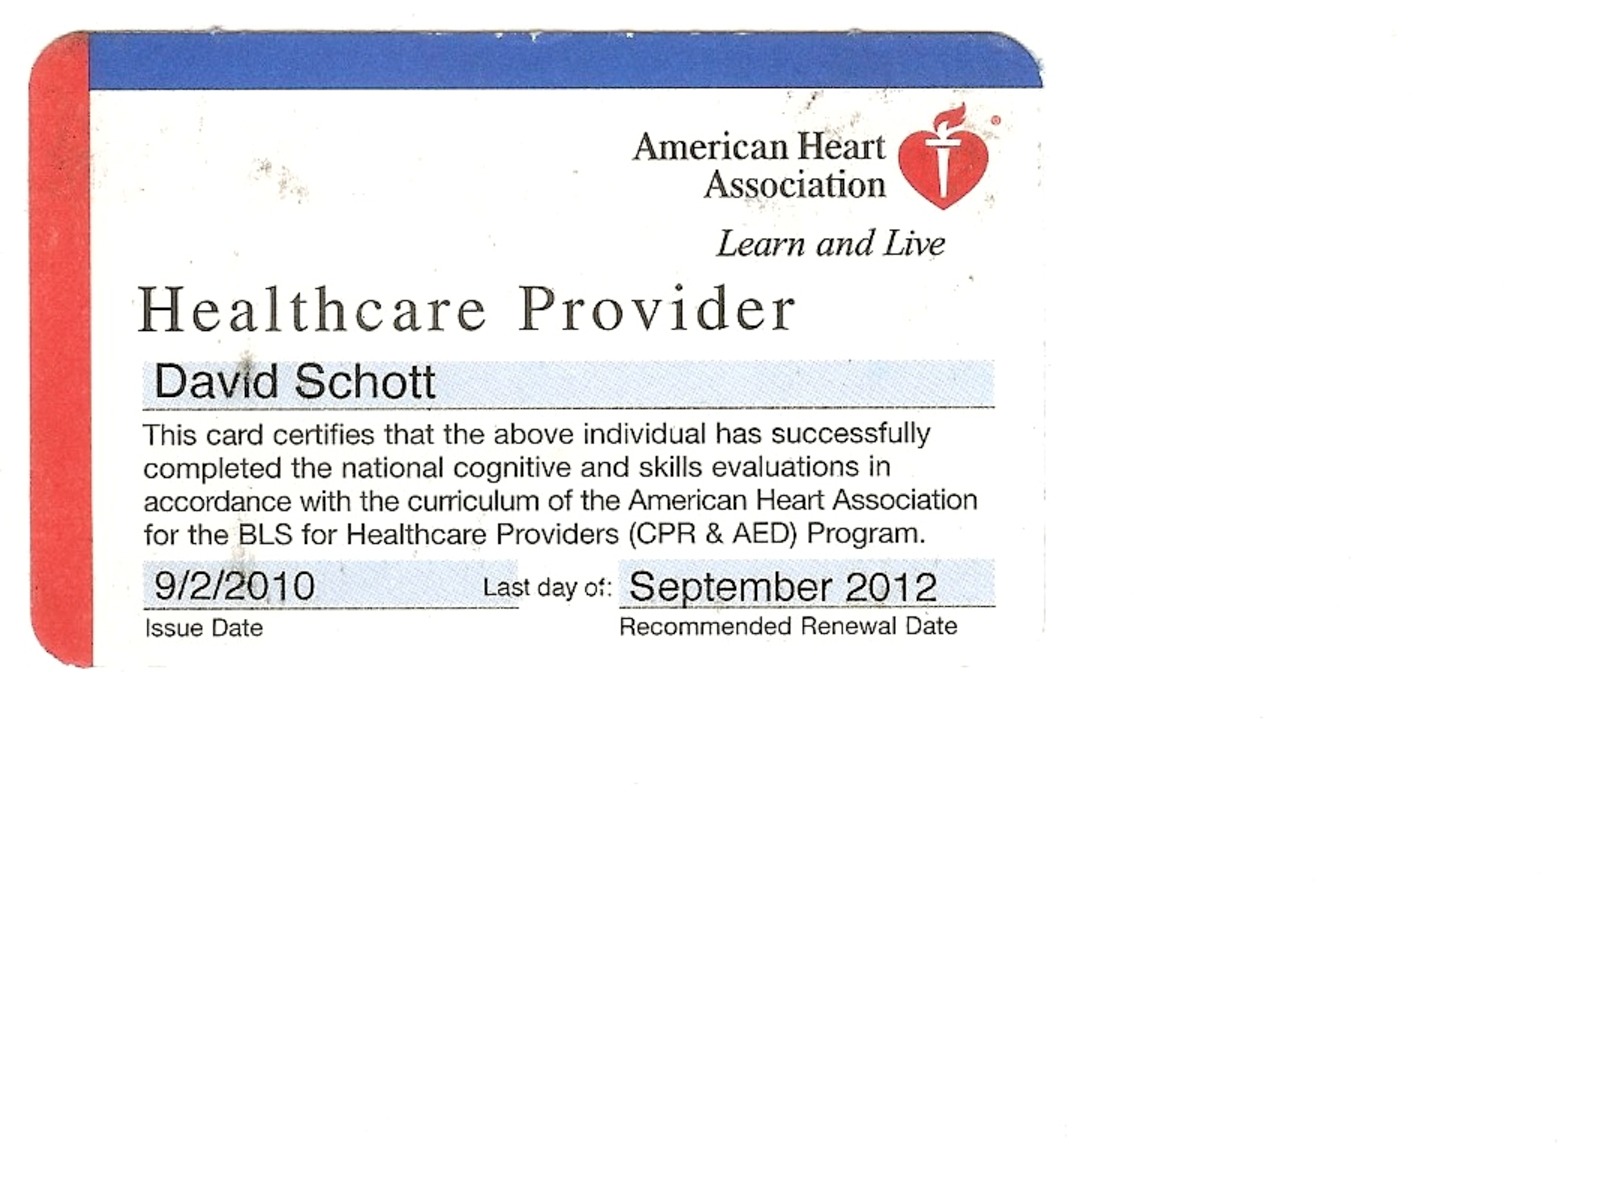 American Heart
Association
Learn and Live
Healthcare Provider
David Schott
This card certifies that the above individual has successfully
completed the national cognitive and skills evaluations in
accordance with the curriculum of the American Heart Association
for the BLS for Healthcare Providers (CPR & AED) Program.
9/2/2010 Last day of: September 2012
Issue Date Recommended Renewal Date